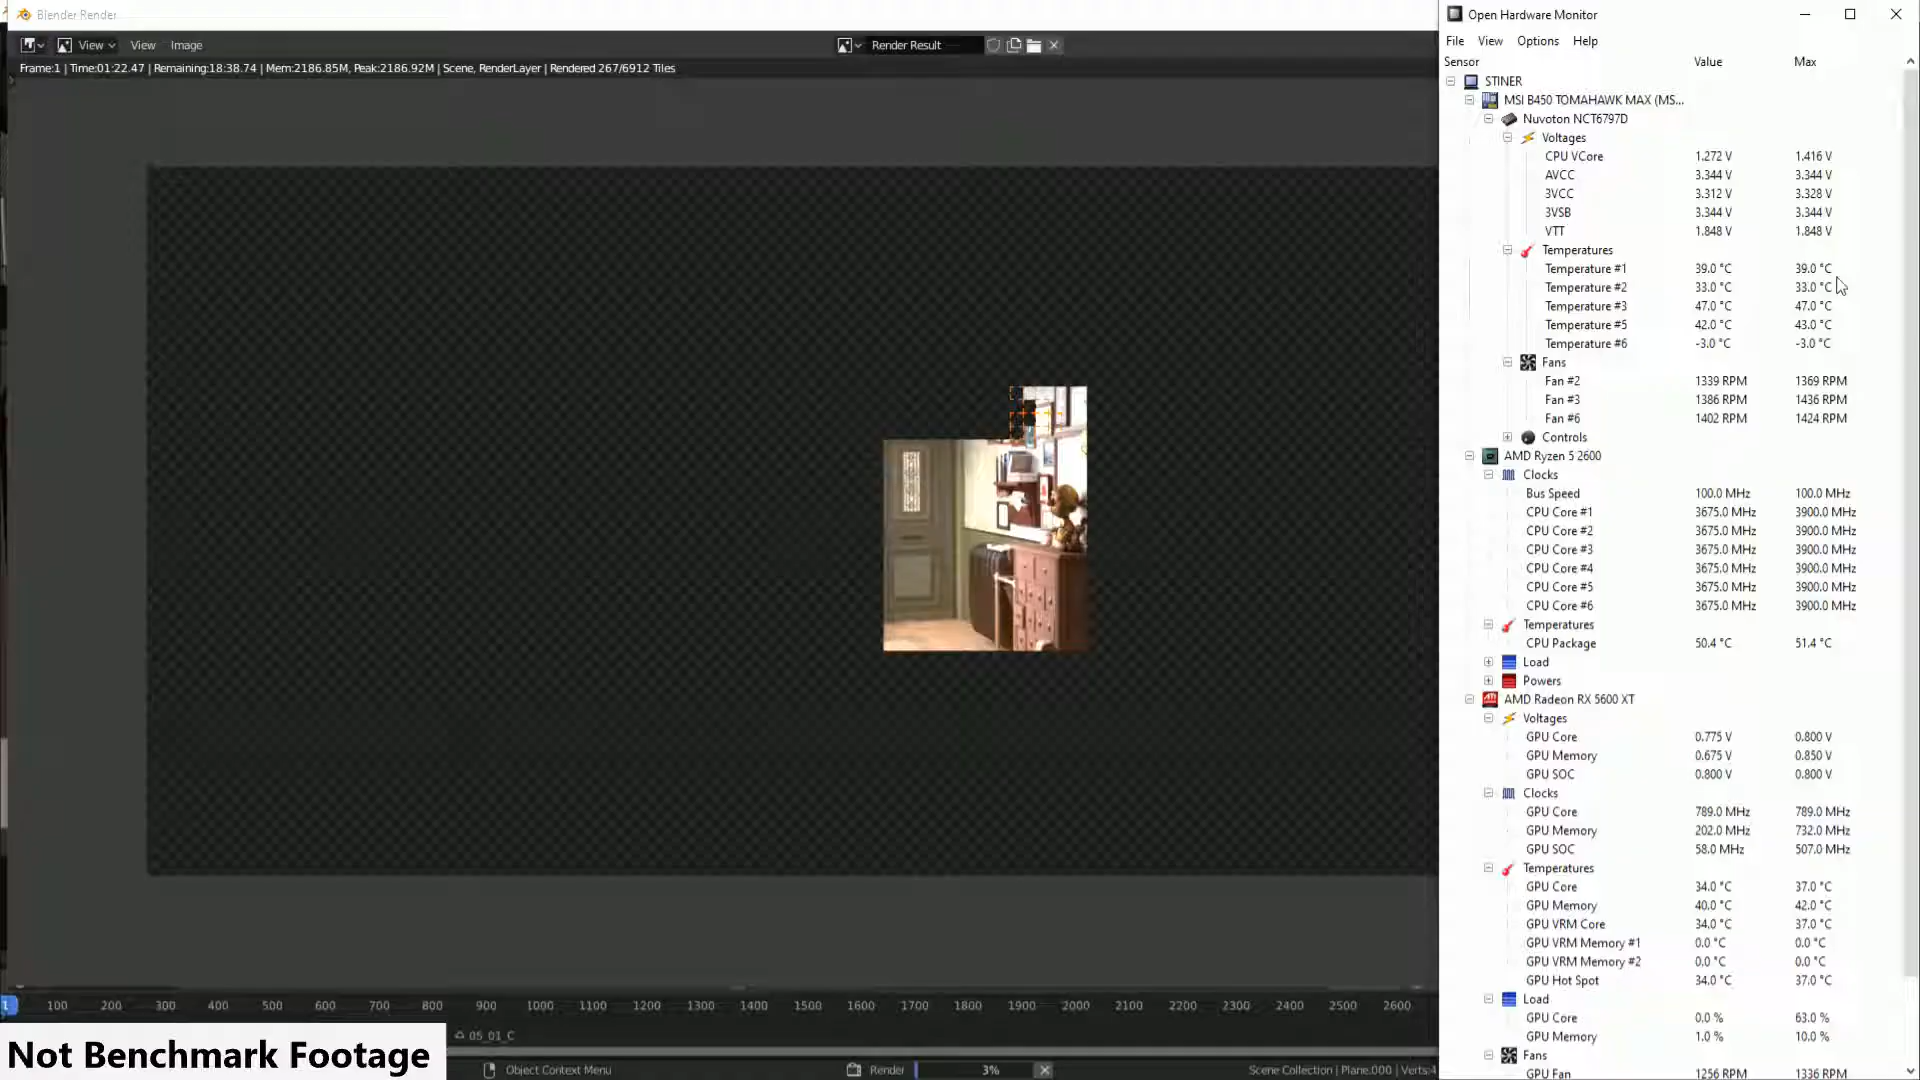 Blender Render
View View Image Render Result
Frame:1 | Time:01:22.47 | Remaining:18:38.74 | Mem:2186.85M, Peak:2186.92M | Scene, RenderLayer | Rendered 267/6912 Tiles
1 100 200 300 400 500 600 700 800 900 1000 1100 1200 1300 1400 1500 1600 1700 1800 1900 2000 2100 2200 2300 2400 2500 2600
05_01_C
Not Benchmark Footage
Object Context Menu Render 3% Scene Collection | Plane.000 | Verts:4
Open Hardware Monitor
File View Options Help
Sensor Value Max
STINER
MSI B450 TOMAHAWK MAX (MS...
Nuvoton NCT6797D
Voltages
CPU VCore 1.272 V 1.416 V
AVCC 3.344 V 3.344 V
3VCC 3.312 V 3.328 V
3VSB 3.344 V 3.344 V
VTT 1.848 V 1.848 V
Temperatures
Temperature #1 39.0 °C 39.0 °C
Temperature #2 33.0 °C 33.0 °C
Temperature #3 47.0 °C 47.0 °C
Temperature #5 42.0 °C 43.0 °C
Temperature #6 -3.0 °C -3.0 °C
Fans
Fan #2 1339 RPM 1369 RPM
Fan #3 1386 RPM 1436 RPM
Fan #6 1402 RPM 1424 RPM
Controls
AMD Ryzen 5 2600
Clocks
Bus Speed 100.0 MHz 100.0 MHz
CPU Core #1 3675.0 MHz 3900.0 MHz
CPU Core #2 3675.0 MHz 3900.0 MHz
CPU Core #3 3675.0 MHz 3900.0 MHz
CPU Core #4 3675.0 MHz 3900.0 MHz
CPU Core #5 3675.0 MHz 3900.0 MHz
CPU Core #6 3675.0 MHz 3900.0 MHz
Temperatures
CPU Package 50.4 °C 51.4 °C
Load
Powers
AMD Radeon RX 5600 XT
Voltages
GPU Core 0.775 V 0.800 V
GPU Memory 0.675 V 0.850 V
GPU SOC 0.800 V 0.800 V
Clocks
GPU Core 789.0 MHz 789.0 MHz
GPU Memory 202.0 MHz 732.0 MHz
GPU SOC 58.0 MHz 507.0 MHz
Temperatures
GPU Core 34.0 °C 37.0 °C
GPU Memory 40.0 °C 42.0 °C
GPU VRM Core 34.0 °C 37.0 °C
GPU VRM Memory #1 0.0 °C 0.0 °C
GPU VRM Memory #2 0.0 °C 0.0 °C
GPU Hot Spot 34.0 °C 37.0 °C
Load
GPU Core 0.0 % 63.0 %
GPU Memory 1.0 % 10.0 %
Fans
GPU Fan 1256 RPM 1336 RPM